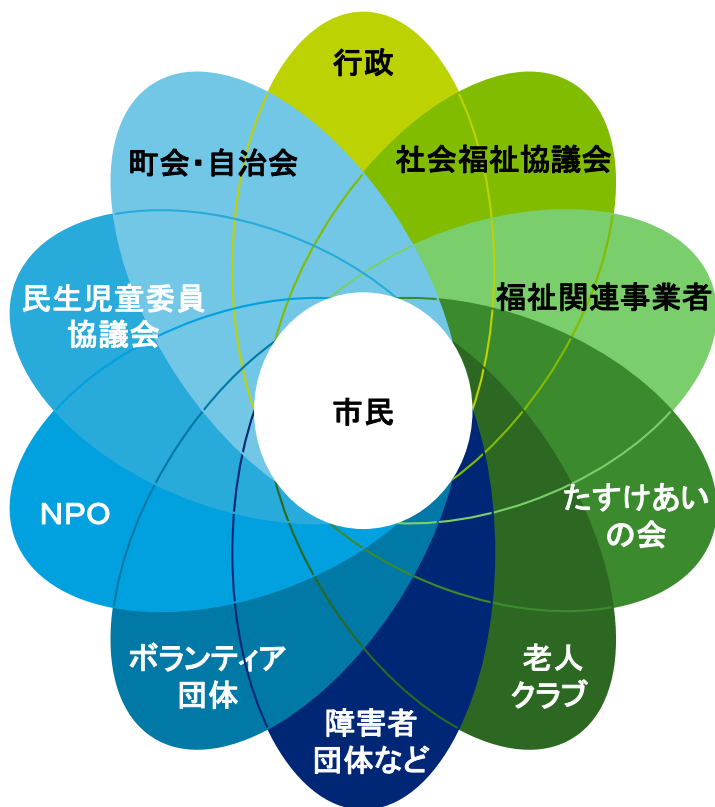 行政
社会福祉協議会
福祉関連事業者
たすけあい
の会
老人
クラブ
障害者
団体など
ボランティア
団体
NPO
民生児童委員
協議会
町会・自治会
市民